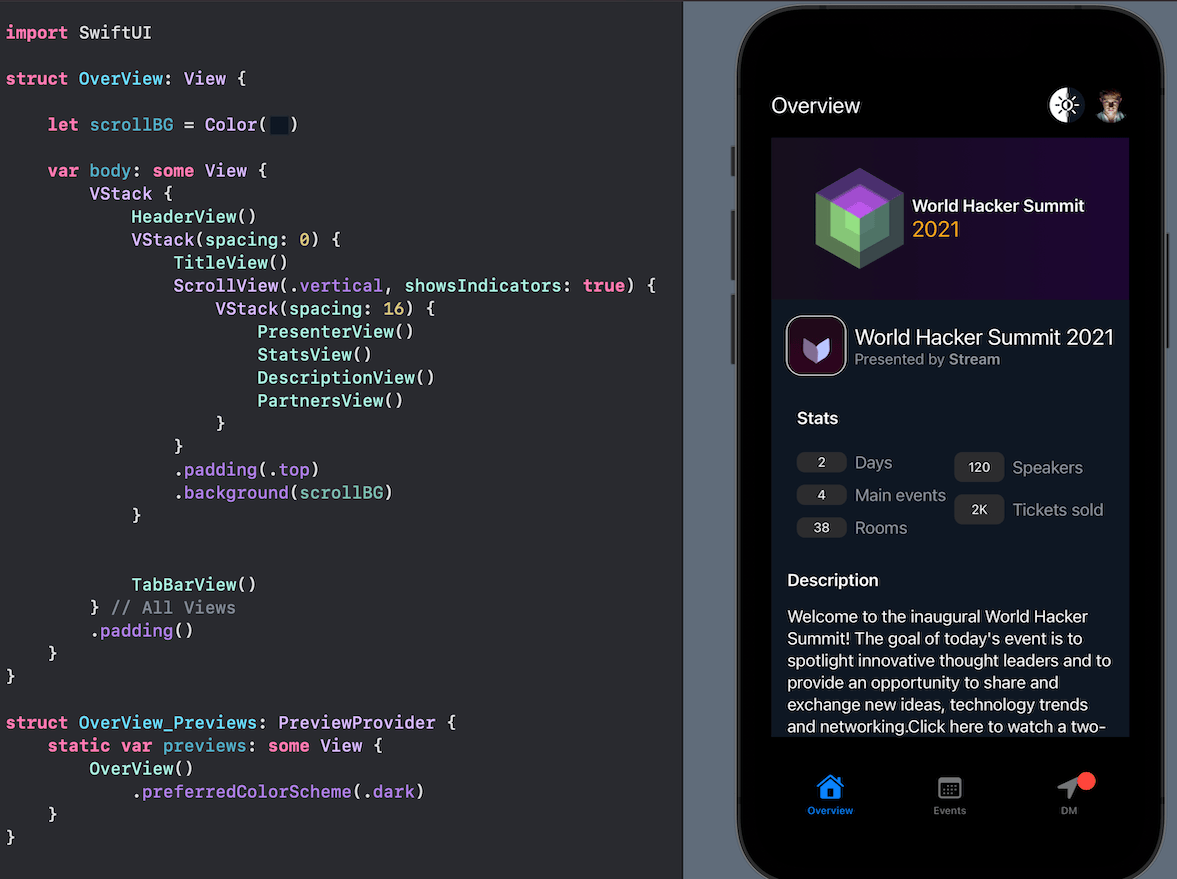 import SwiftUI
struct OverView: View {
let scrollBG = Color( )
var body: some View {
VStack {
HeaderView()
VStack(spacing: 0) {
TitleView()
ScrollView(.vertical, showsIndicators: true) {
VStack(spacing: 16) {
PresenterView()
StatsView()
DescriptionView()
PartnersView()
}
}
.padding(.top)
.background(scrollBG)
}
TabBarView()
} // All Views
.padding()
}
}
struct OverView_Previews: PreviewProvider {
static var previews: some View {
OverView()
.preferredColorScheme(.dark)
}
}
Overview
World Hacker Summit
2021
World Hacker Summit 2021
Presented by Stream
Stats
2 Days
4 Main events
38 Rooms
120 Speakers
2K Tickets sold
Description
Welcome to the inaugural World Hacker
Summit! The goal of today's event is to
spotlight innovative thought leaders and to
provide an opportunity to share and
exchange new ideas, technology trends
and networking.Click here to watch a two-
Overview
Events
DM